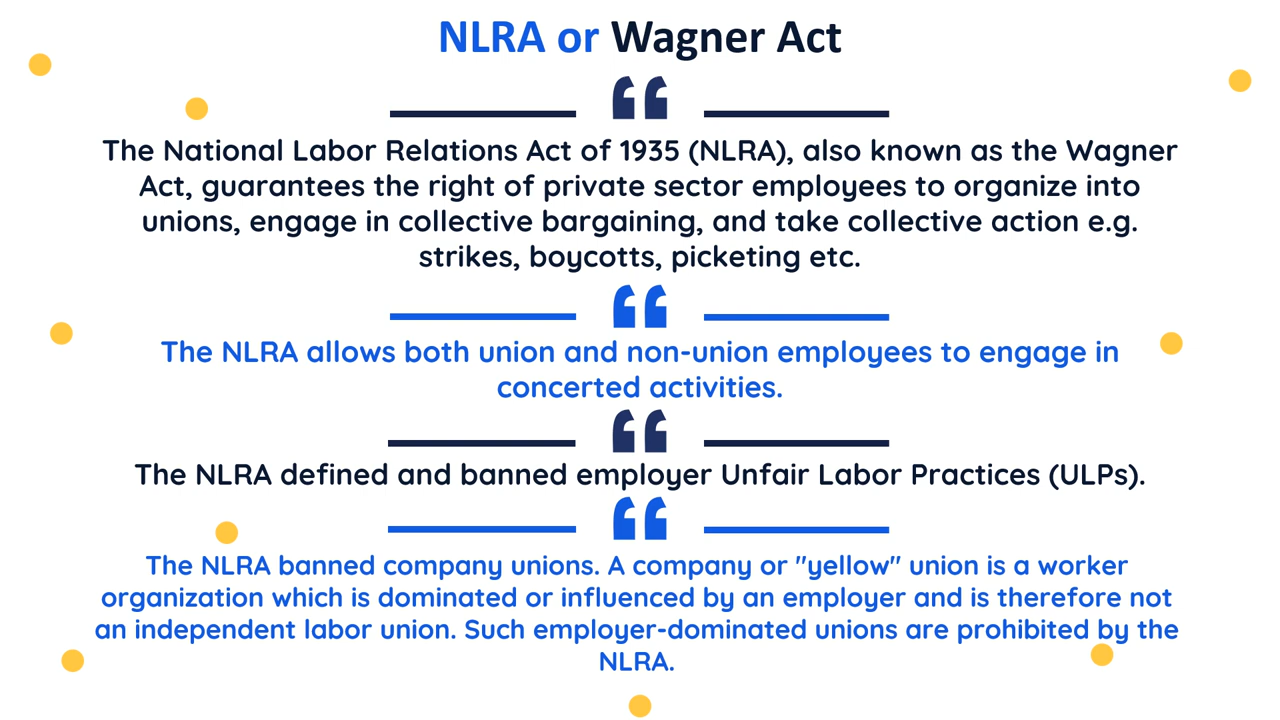 NLRA or Wagner Act
The National Labor Relations Act of 1935 (NLRA), also known as the Wagner
Act, guarantees the right of private sector employees to organize into
unions, engage in collective bargaining, and take collective action e.g.
strikes, boycotts, picketing etc.
The NLRA allows both union and non-union employees to engage in
concerted activities.
The NLRA defined and banned employer Unfair Labor Practices (ULPs).
The NLRA banned company unions. A company or "yellow" union is a worker
organization which is dominated or influenced by an employer and is therefore not
an independent labor union. Such employer-dominated unions are prohibited by the
NLRA.